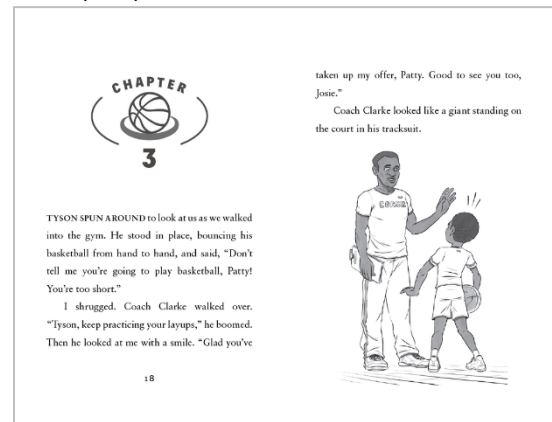 CHAPTER
3
TYSON SPUN AROUND to look at us as we walked
into the gym. He stood in place, bouncing his
basketball from hand to hand, and said, “Don’t
tell me you’re going to play basketball, Patty!
You’re too short.”
I shrugged. Coach Clarke walked over.
“Tyson, keep practicing your layups,” he boomed.
Then he looked at me with a smile. “Glad you’ve
18
taken up my offer, Patty. Good to see you too,
Josie.”
Coach Clarke looked like a giant standing on
the court in his tracksuit.
COACH